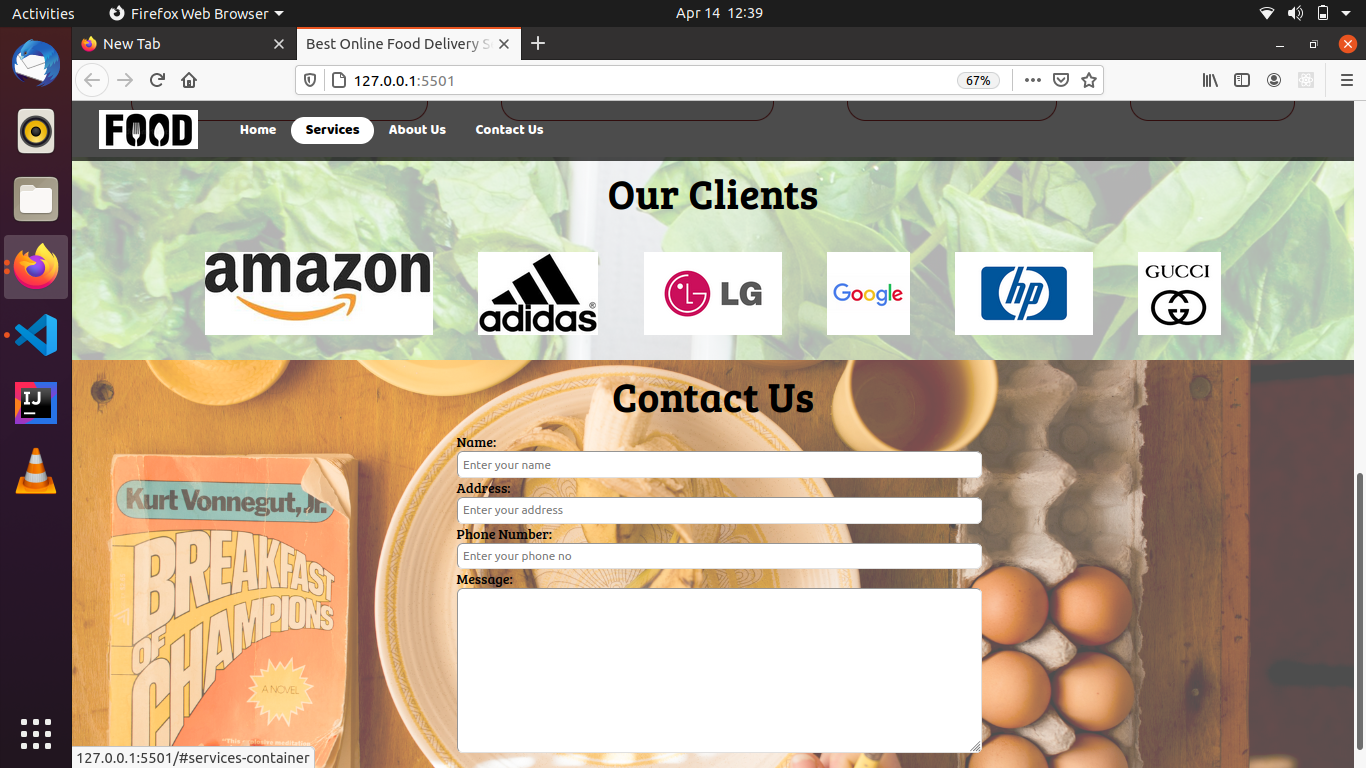 Activities
Firefox Web Browser
Apr 14 12:39
New Tab
Best Online Food Delivery S
127.0.0.1:5501
67%
FOOD
Home
Services
About Us
Contact Us
Our Clients
amazon
adidas
®
LG
Google
hp
GUCCI
Contact Us
Name:
Enter your name
Address:
Enter your address
Phone Number:
Enter your phone no
Message:
Kurt Vonnegut, Jr.
BREAKFAST
OF
CHAMPIONS
A NOVEL
IJ
127.0.0.1:5501/#services-container